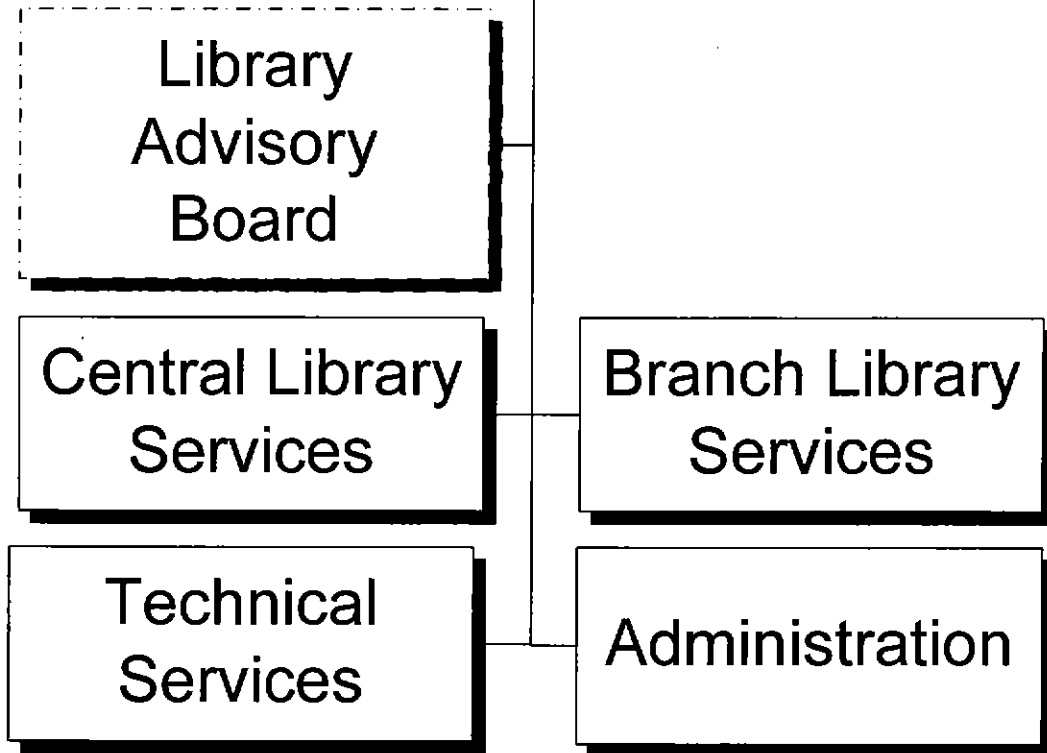 Library
Advisory
Board
Central Library
Services
Branch Library
Services
Technical
Services
Administration